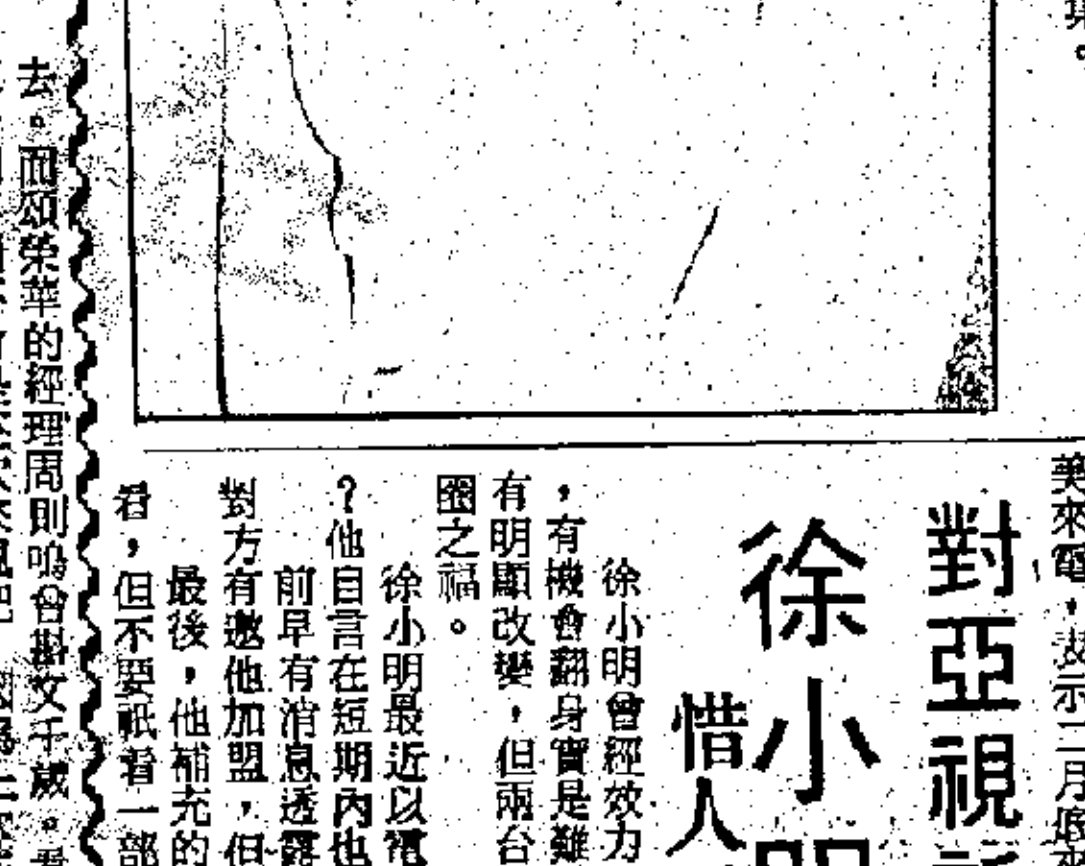 集。
美來電，表示二月底來
對亞視
徐小明
惜人
徐小明曾經效力
，有機會翻身實是難
有明顯改變，但兩台
圈之福。
徐小明最近以電
？他自言在短期內也
前早有消息透露
對方有邀他加盟，但
最後，他補充的
看，但不要祇看一部
去。而頌榮華的經理周則鳴
文千歲。看